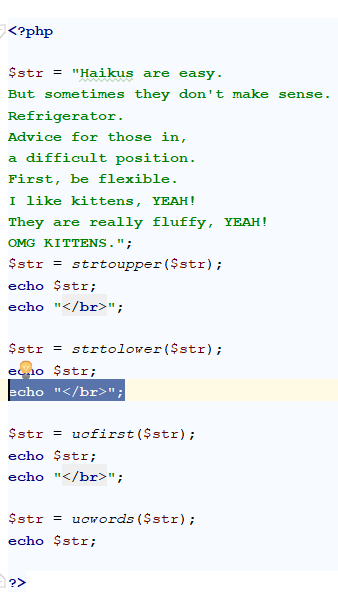 <?php
$str = "Haikus are easy.
But sometimes they don't make sense.
Refrigerator.
Advice for those in,
a difficult position.
First, be flexible.
I like kittens, YEAH!
They are really fluffy, YEAH!
OMG KITTENS.";
$str = strtoupper($str);
echo $str;
echo "</br>";
$str = strtolower($str);
echo $str;
echo "</br>";
$str = ucfirst($str);
echo $str;
echo "</br>";
$str = ucwords($str);
echo $str;
?>